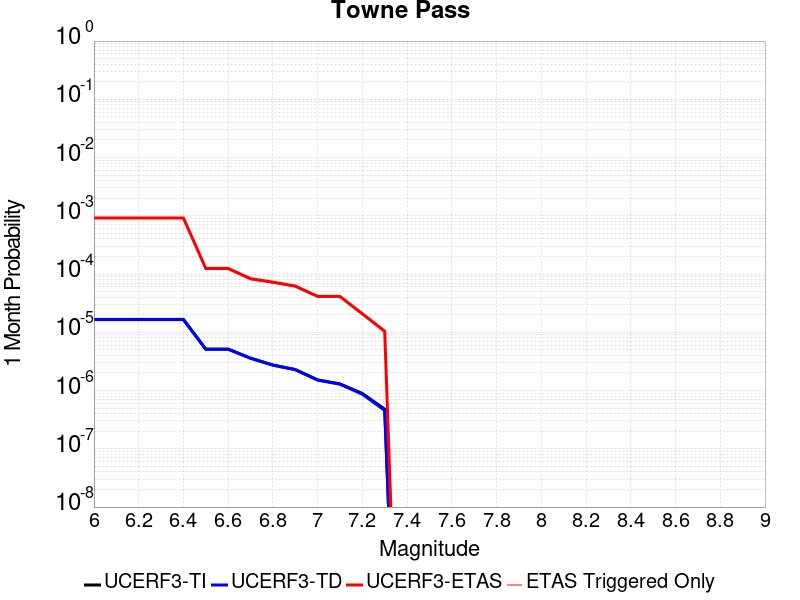 Towne Pass
10^0
10^-1
10^-2
10^-3
10^-4
10^-5
10^-6
10^-7
10^-8
1 Month Probability
6 6.2 6.4 6.6 6.8 7 7.2 7.4 7.6 7.8 8 8.2 8.4 8.6 8.8 9
Magnitude
UCERF3-TI UCERF3-TD UCERF3-ETAS ETAS Triggered Only